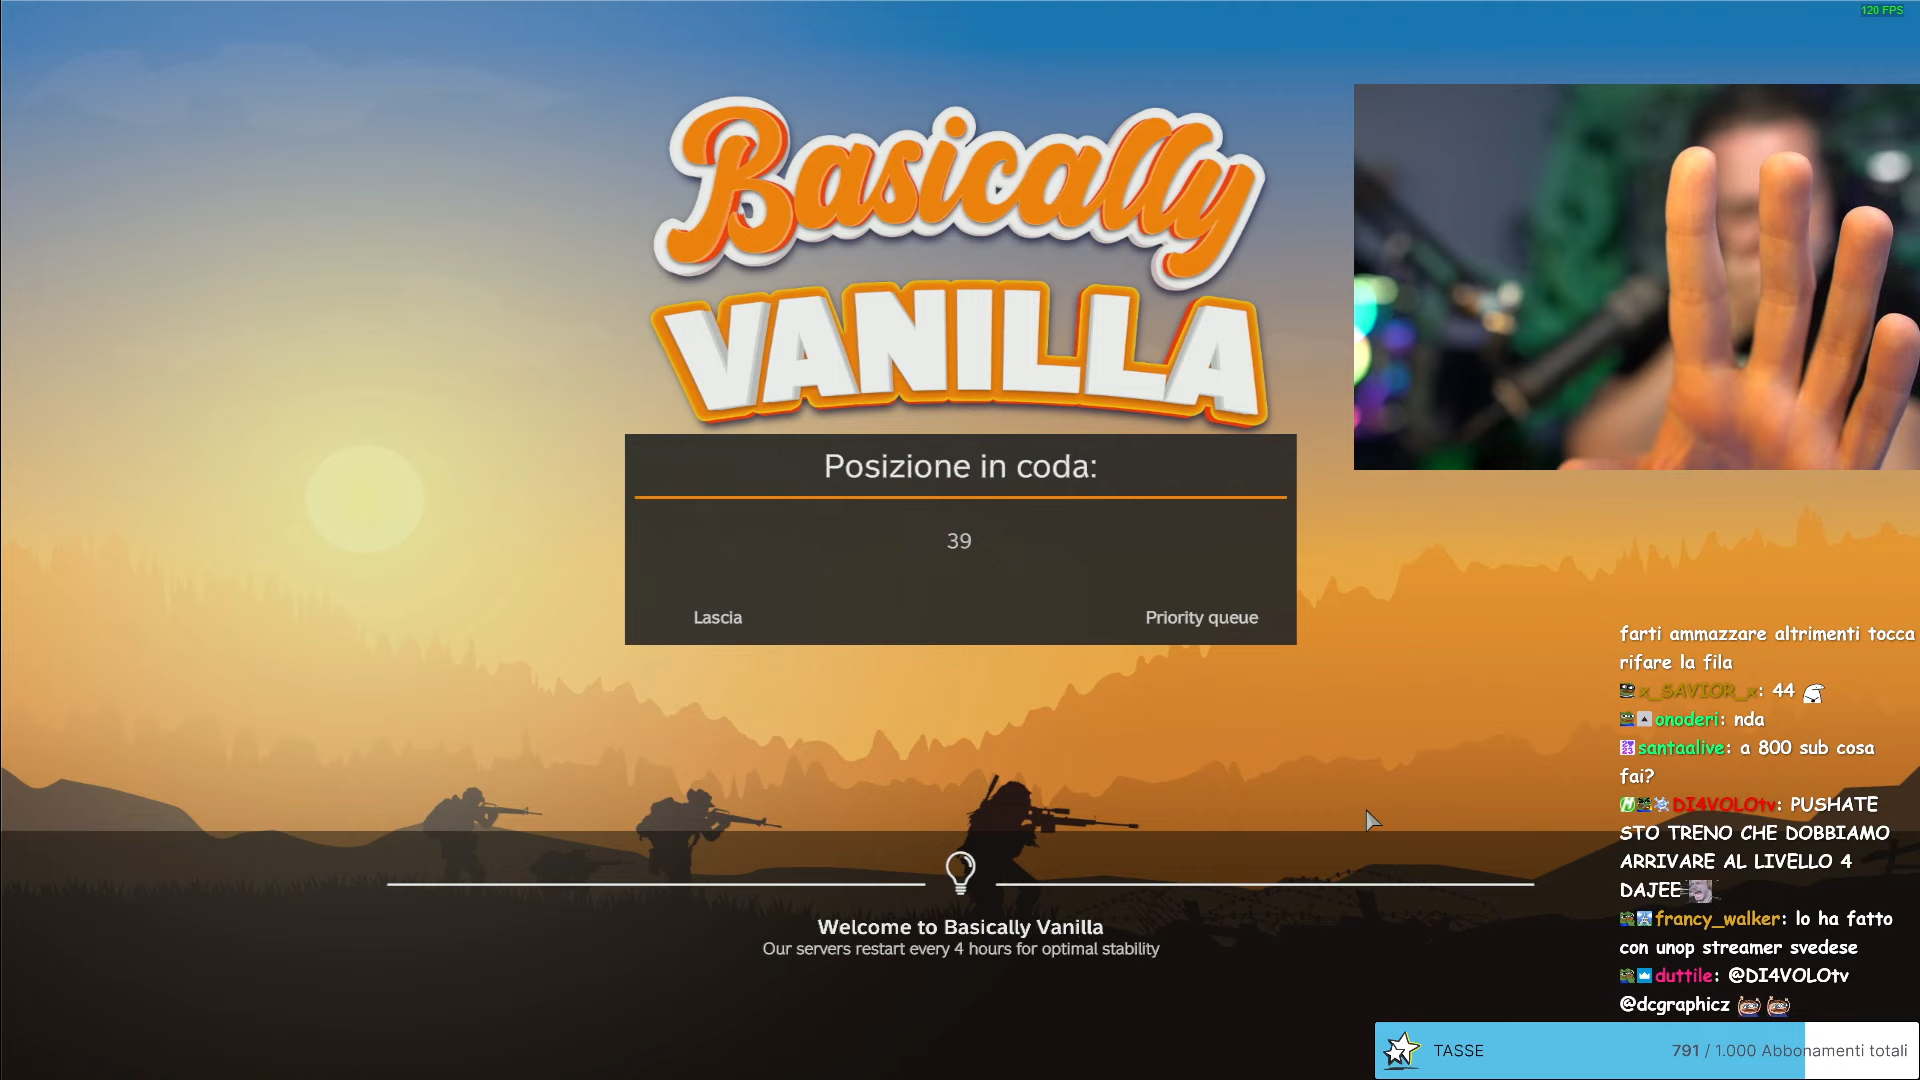 120 FPS
Basically
VANILLA
Posizione in coda:
39
Lascia
Priority queue
Welcome to Basically Vanilla
Our servers restart every 4 hours for optimal stability
farti ammazzare altrimenti tocca
rifare la fila
x_SAVIOR_x: 44
onoderi: nda
santaalive: a 800 sub cosa
fai?
DI4VOLOtv: PUSHATE
STO TRENO CHE DOBBIAMO
ARRIVARE AL LIVELLO 4
DAJEE
francy_walker: lo ha fatto
con unop streamer svedese
duttile: @DI4VOLOtv
@dcgraphicz
TASSE
791 / 1.000 Abbonamenti totali